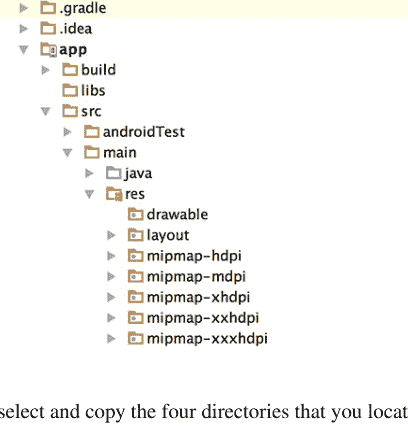 .gradle
.idea
app
build
libs
src
androidTest
main
java
res
drawable
layout
mipmap-hdpi
mipmap-mdpi
mipmap-xhdpi
mipmap-xxhdpi
mipmap-xxxhdpi
select and copy the four directories that you locat